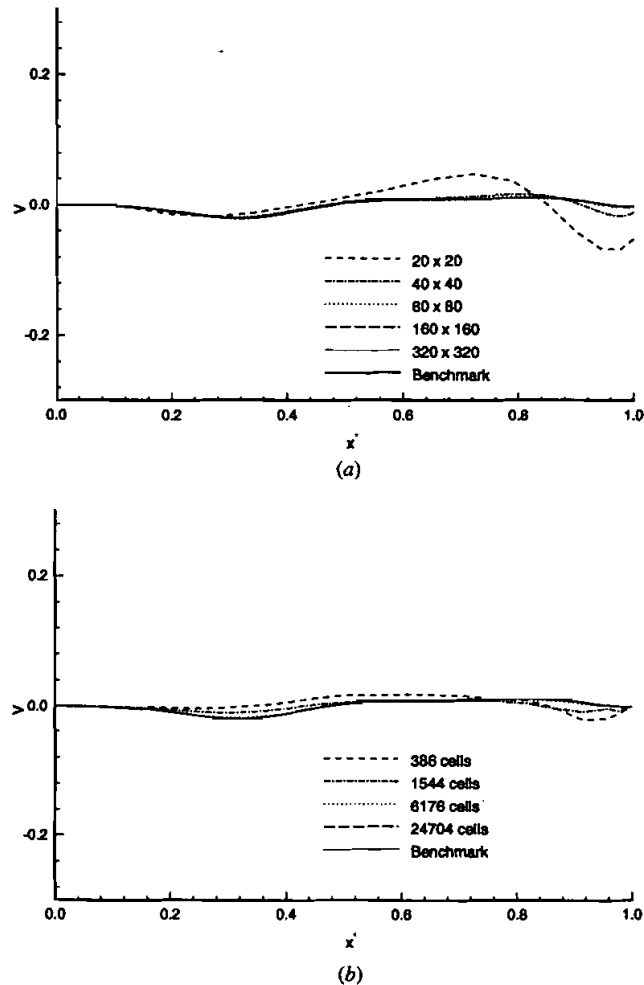 0.2
0.0
-0.2
V
20 x 20
40 x 40
80 x 80
160 x 160
320 x 320
Benchmark
0.0 0.2 0.4 0.6 0.8 1.0
x*
(a)
0.2
0.0
-0.2
V
386 cells
1544 cells
6176 cells
24704 cells
Benchmark
0.0 0.2 0.4 0.6 0.8 1.0
x*
(b)